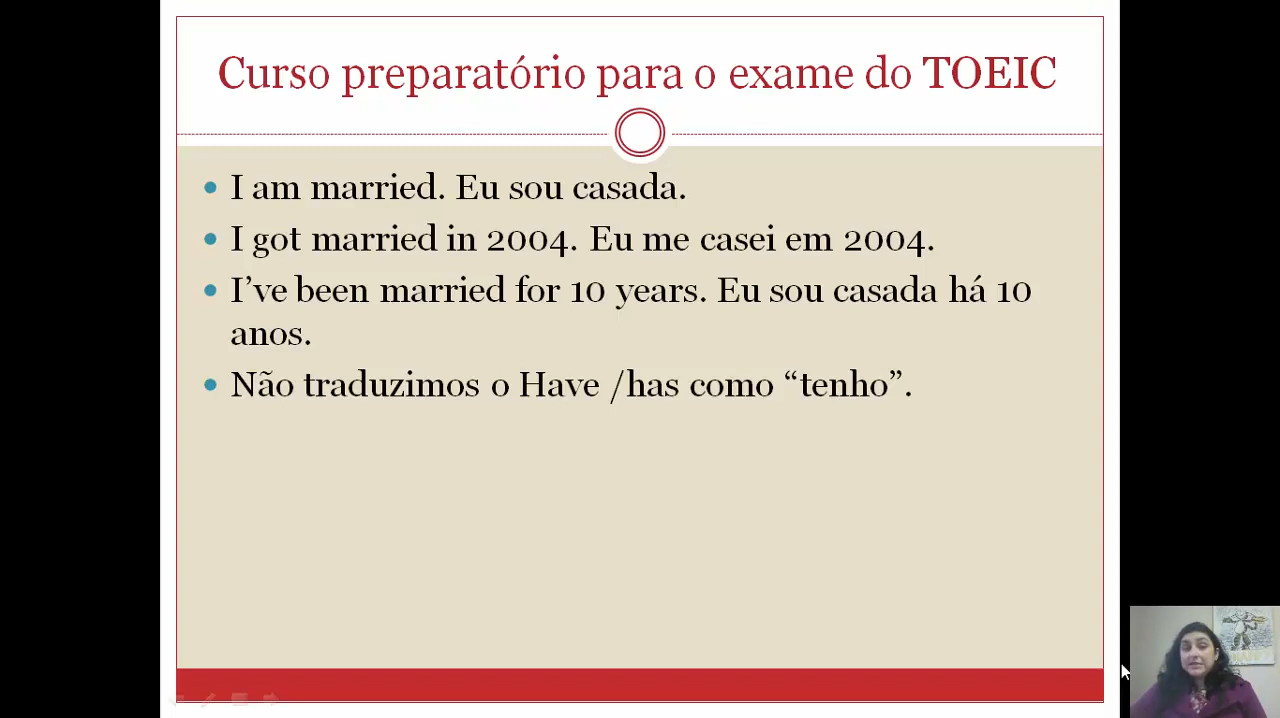 Curso preparatório para o exame do TOEIC
I am married. Eu sou casada.
I got married in 2004. Eu me casei em 2004.
I’ve been married for 10 years. Eu sou casada há 10
anos.
Não traduzimos o Have /has como “tenho”.